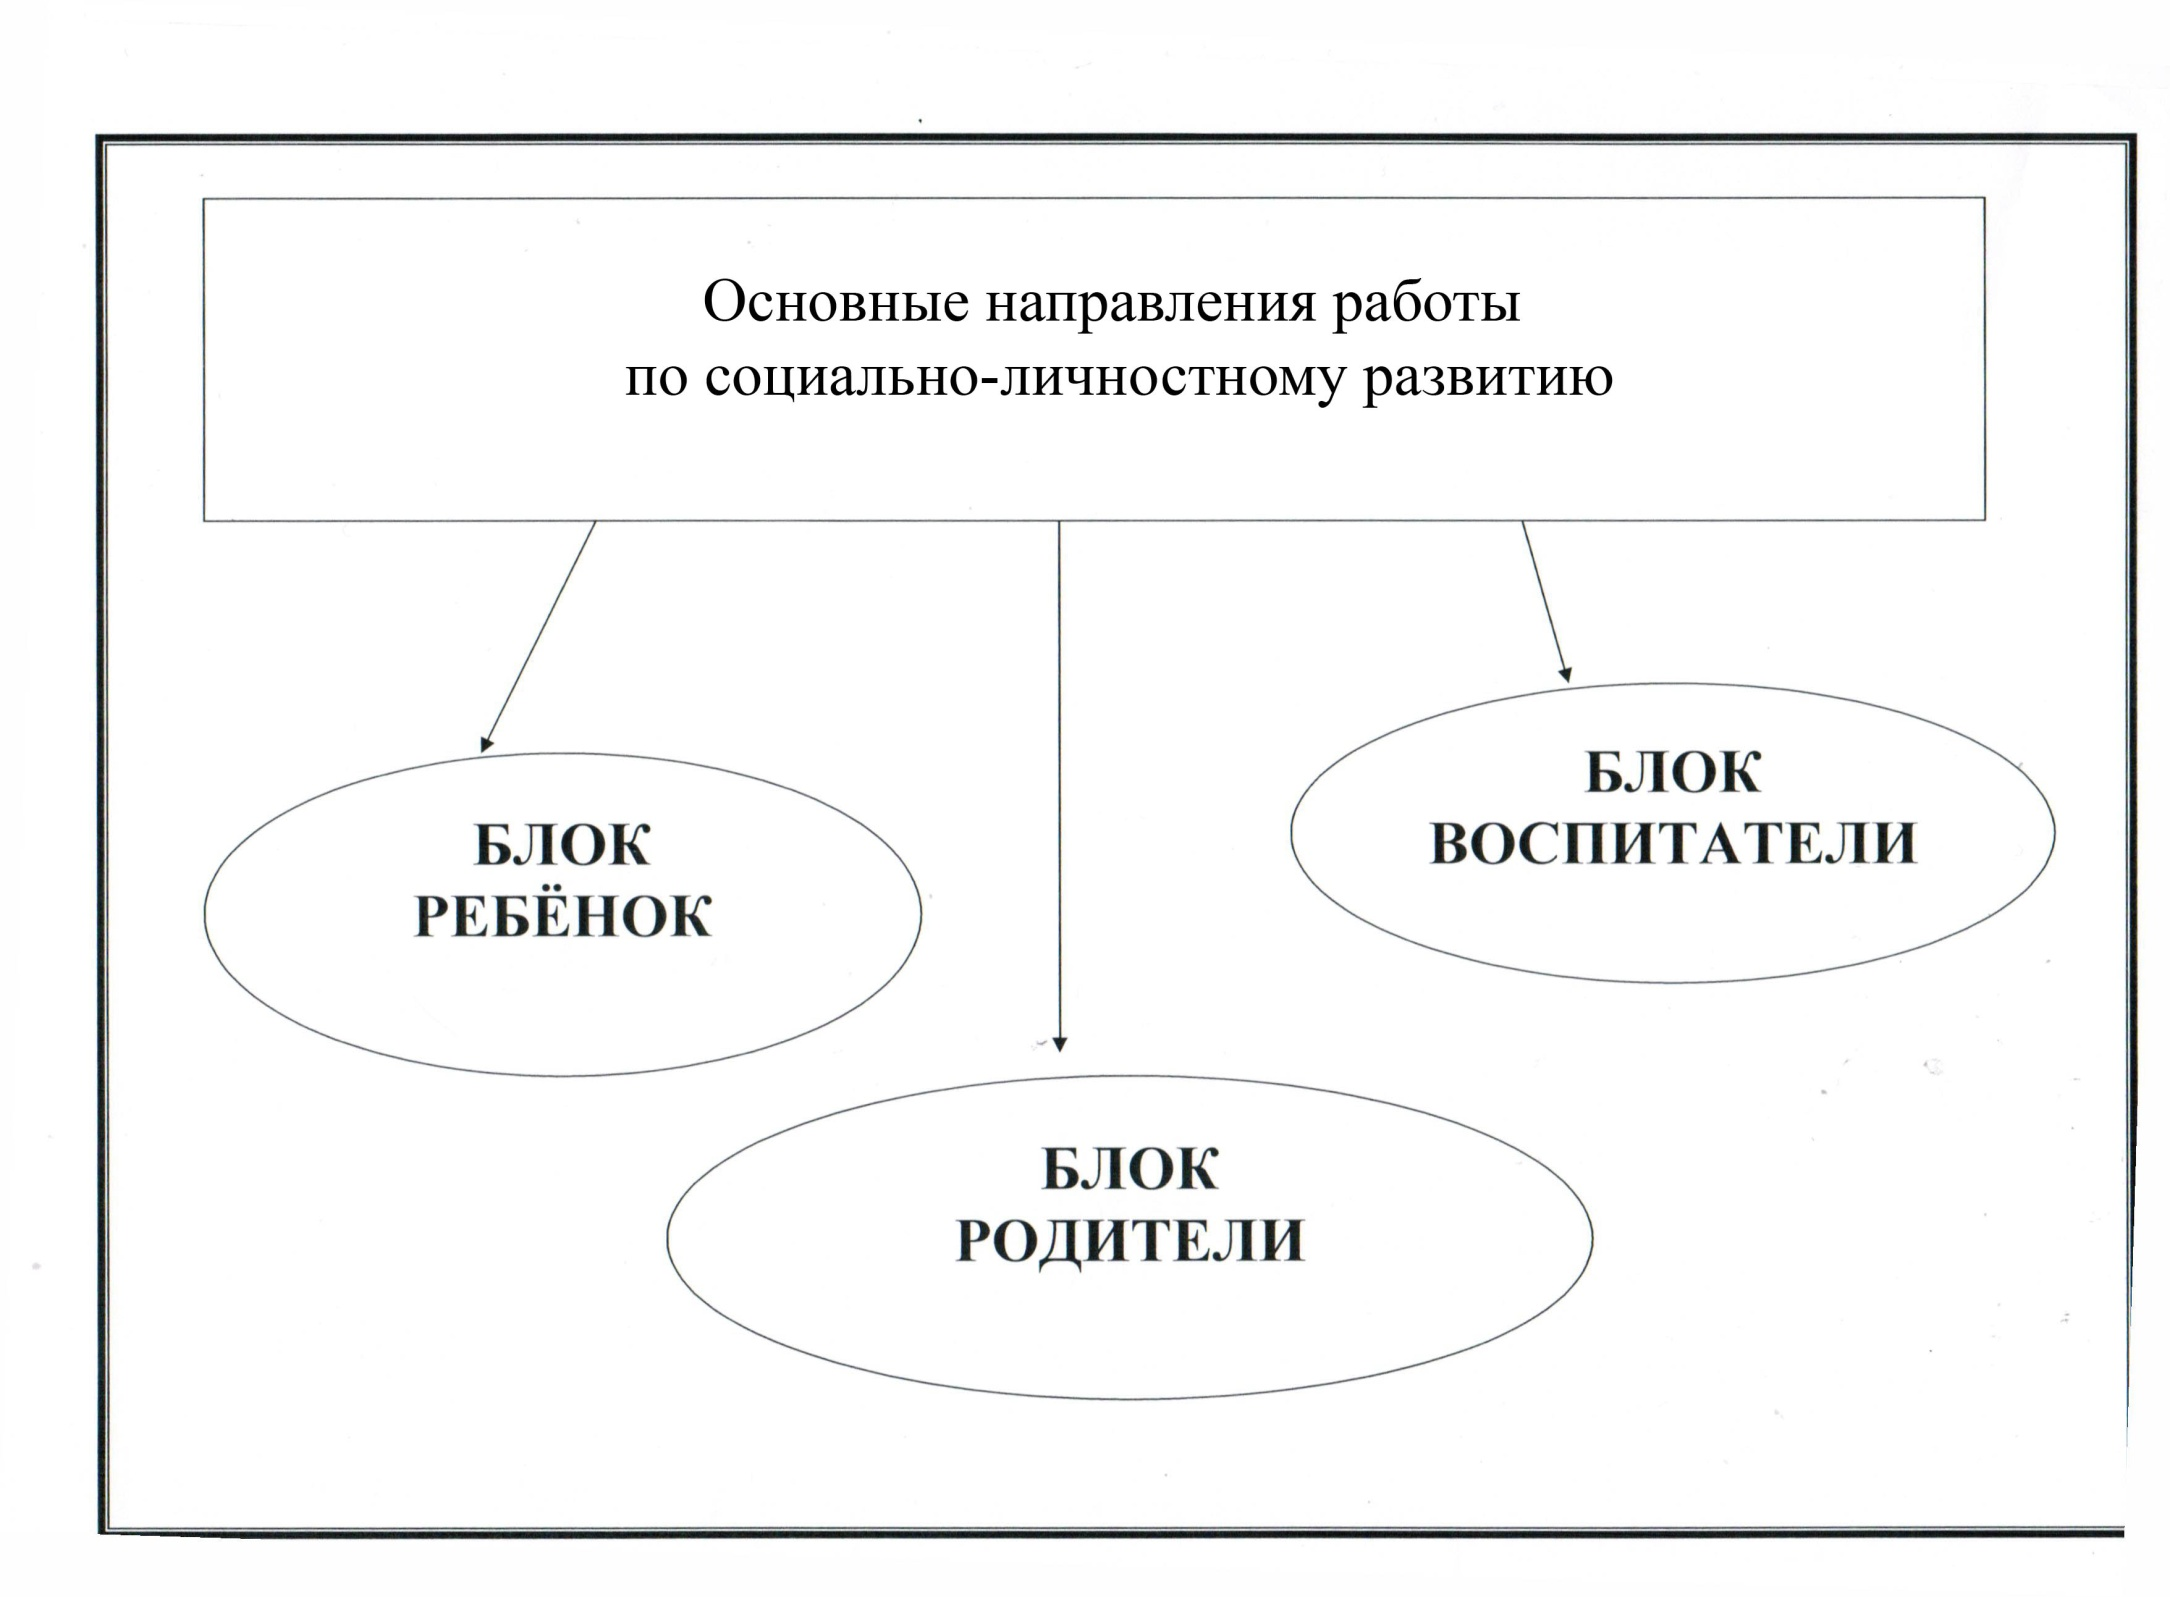 Основные направления работы
по социально-личностному развитию
БЛОК
РЕБЁНОК
БЛОК
ВОСПИТАТЕЛИ
БЛОК
РОДИТЕЛИ